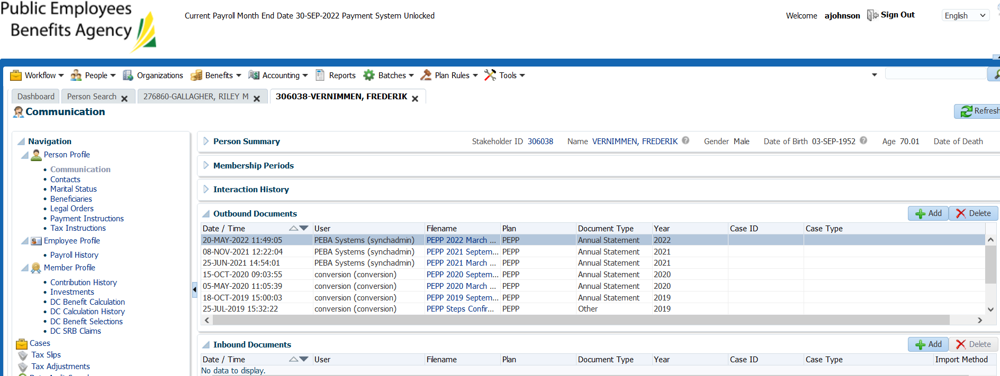 Public Employees
Benefits Agency
Current Payroll Month End Date 30-SEP-2022 Payment System Unlocked
Welcome ajohnson Sign Out English
Workflow People Organizations Benefits Accounting Reports Batches Plan Rules Tools
Dashboard Person Search 276860-GALLAGHER, RILEY M 306038-VERNIMMEN, FREDERIK
Communication
Refresh
Navigation
Person Profile
Communication
Contacts
Marital Status
Beneficiaries
Legal Orders
Payment Instructions
Tax Instructions
Employee Profile
Payroll History
Member Profile
Contribution History
Investments
DC Benefit Calculation
DC Calculation History
DC Benefit Selections
DC SRB Claims
Cases
Tax Slips
Tax Adjustments
Person Summary Stakeholder ID 306038 Name VERNIMMEN, FREDERIK Gender Male Date of Birth 03-SEP-1952 Age 70.01 Date of Death
Membership Periods
Interaction History
Outbound Documents Add Delete
Date / Time User Filename Plan Document Type Year Case ID Case Type
20-MAY-2022 11:49:05 PEBA Systems (synchadmin) PEPP 2022 March ... PEPP Annual Statement 2022
08-NOV-2021 12:22:04 PEBA Systems (synchadmin) PEPP 2021 Septem... PEPP Annual Statement 2021
25-JUN-2021 14:54:01 PEBA Systems (synchadmin) PEPP 2021 March ... PEPP Annual Statement 2021
15-OCT-2020 09:03:55 conversion (conversion) PEPP 2020 Septem... PEPP Annual Statement 2020
05-MAY-2020 11:05:39 conversion (conversion) PEPP 2020 March ... PEPP Annual Statement 2020
18-OCT-2019 15:00:03 conversion (conversion) PEPP 2019 Septem... PEPP Annual Statement 2019
25-JUL-2019 15:32:22 conversion (conversion) PEPP Steps Confir... PEPP Other 2019
Inbound Documents Add Delete
Date / Time User Filename Plan Document Type Year Case ID Case Type Import Method
No data to display.